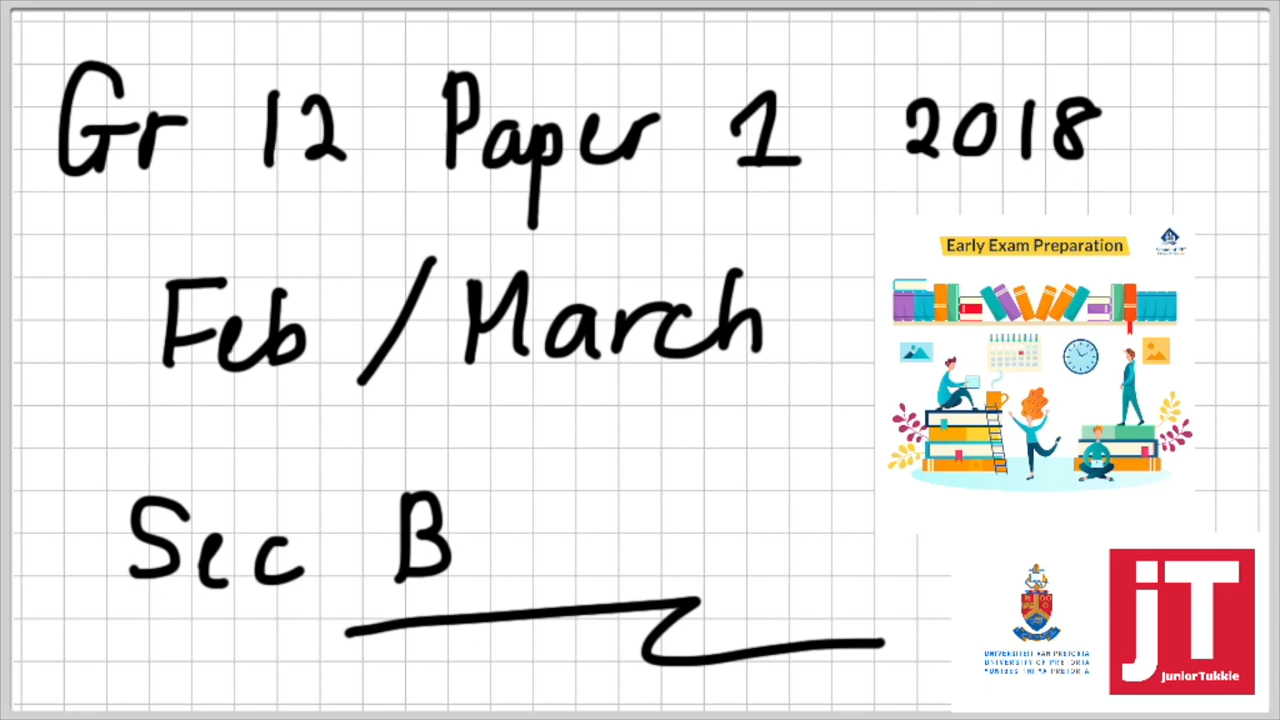 Gr 12 Paper 1 2018
Early Exam Preparation
Feb / March
Sec B
UNIVERSITEIT VAN PRETORIA
UNIVERSITY OF PRETORIA
YUNIBESITHI YA PRETORIA
jT
JuniorTukkie